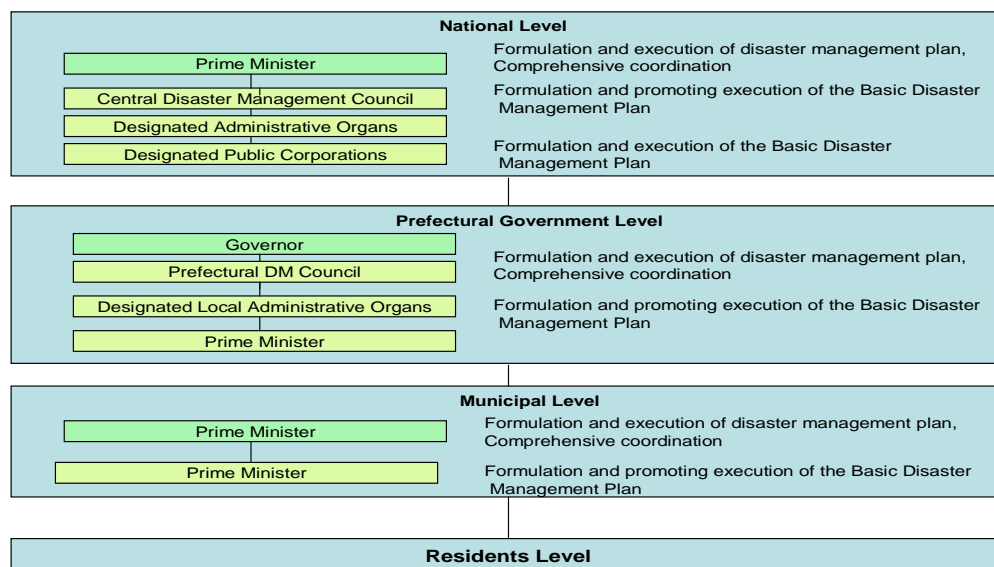 National Level
Prime Minister
Formulation and execution of disaster management plan,
Comprehensive coordination
Central Disaster Management Council
Formulation and promoting execution of the Basic Disaster
Management Plan
Designated Administrative Organs
Designated Public Corporations
Formulation and execution of the Basic Disaster
Management Plan
Prefectural Government Level
Governor
Formulation and execution of disaster management plan,
Comprehensive coordination
Prefectural DM Council
Designated Local Administrative Organs
Formulation and promoting execution of the Basic Disaster
Management Plan
Prime Minister
Municipal Level
Prime Minister
Formulation and execution of disaster management plan,
Comprehensive coordination
Prime Minister
Formulation and promoting execution of the Basic Disaster
Management Plan
Residents Level